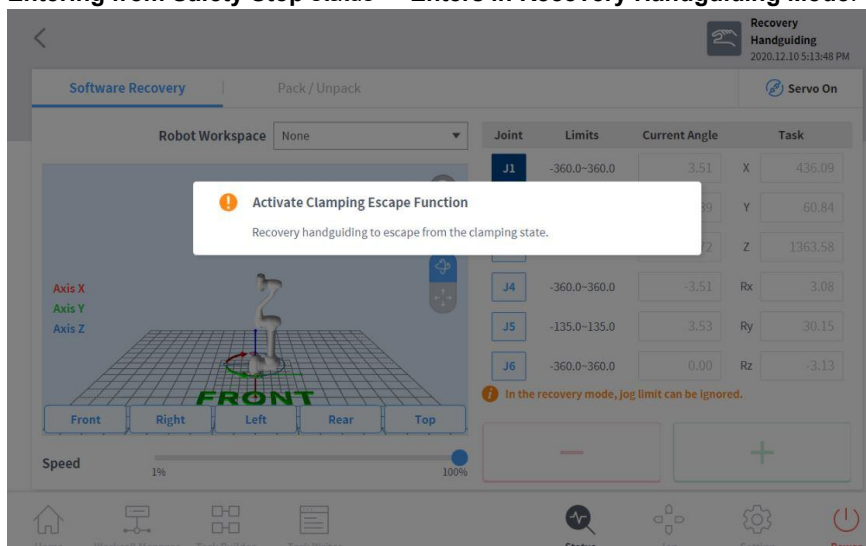 Entering from Safety Stop status → Enters in Recovery Handguiding Mode.
Recovery
Handguiding
2020.12.10 5:13:48 PM
Software Recovery
Pack / Unpack
Servo On
Robot Workspace
None
Joint Limits Current Angle Task
J1 -360.0~360.0 3.51 X 436.09
Activate Clamping Escape Function
Recovery handguiding to escape from the clamping state.
Y 60.84
Z 1363.58
Axis X
Axis Y
Axis Z
J4 -360.0~360.0 -3.51 Rx 3.08
J5 -135.0~135.0 3.53 Ry 30.15
J6 -360.0~360.0 0.00 Rz -3.13
FRONT
In the recovery mode, jog limit can be ignored.
Front Right Left Rear Top
Speed
1% 100%